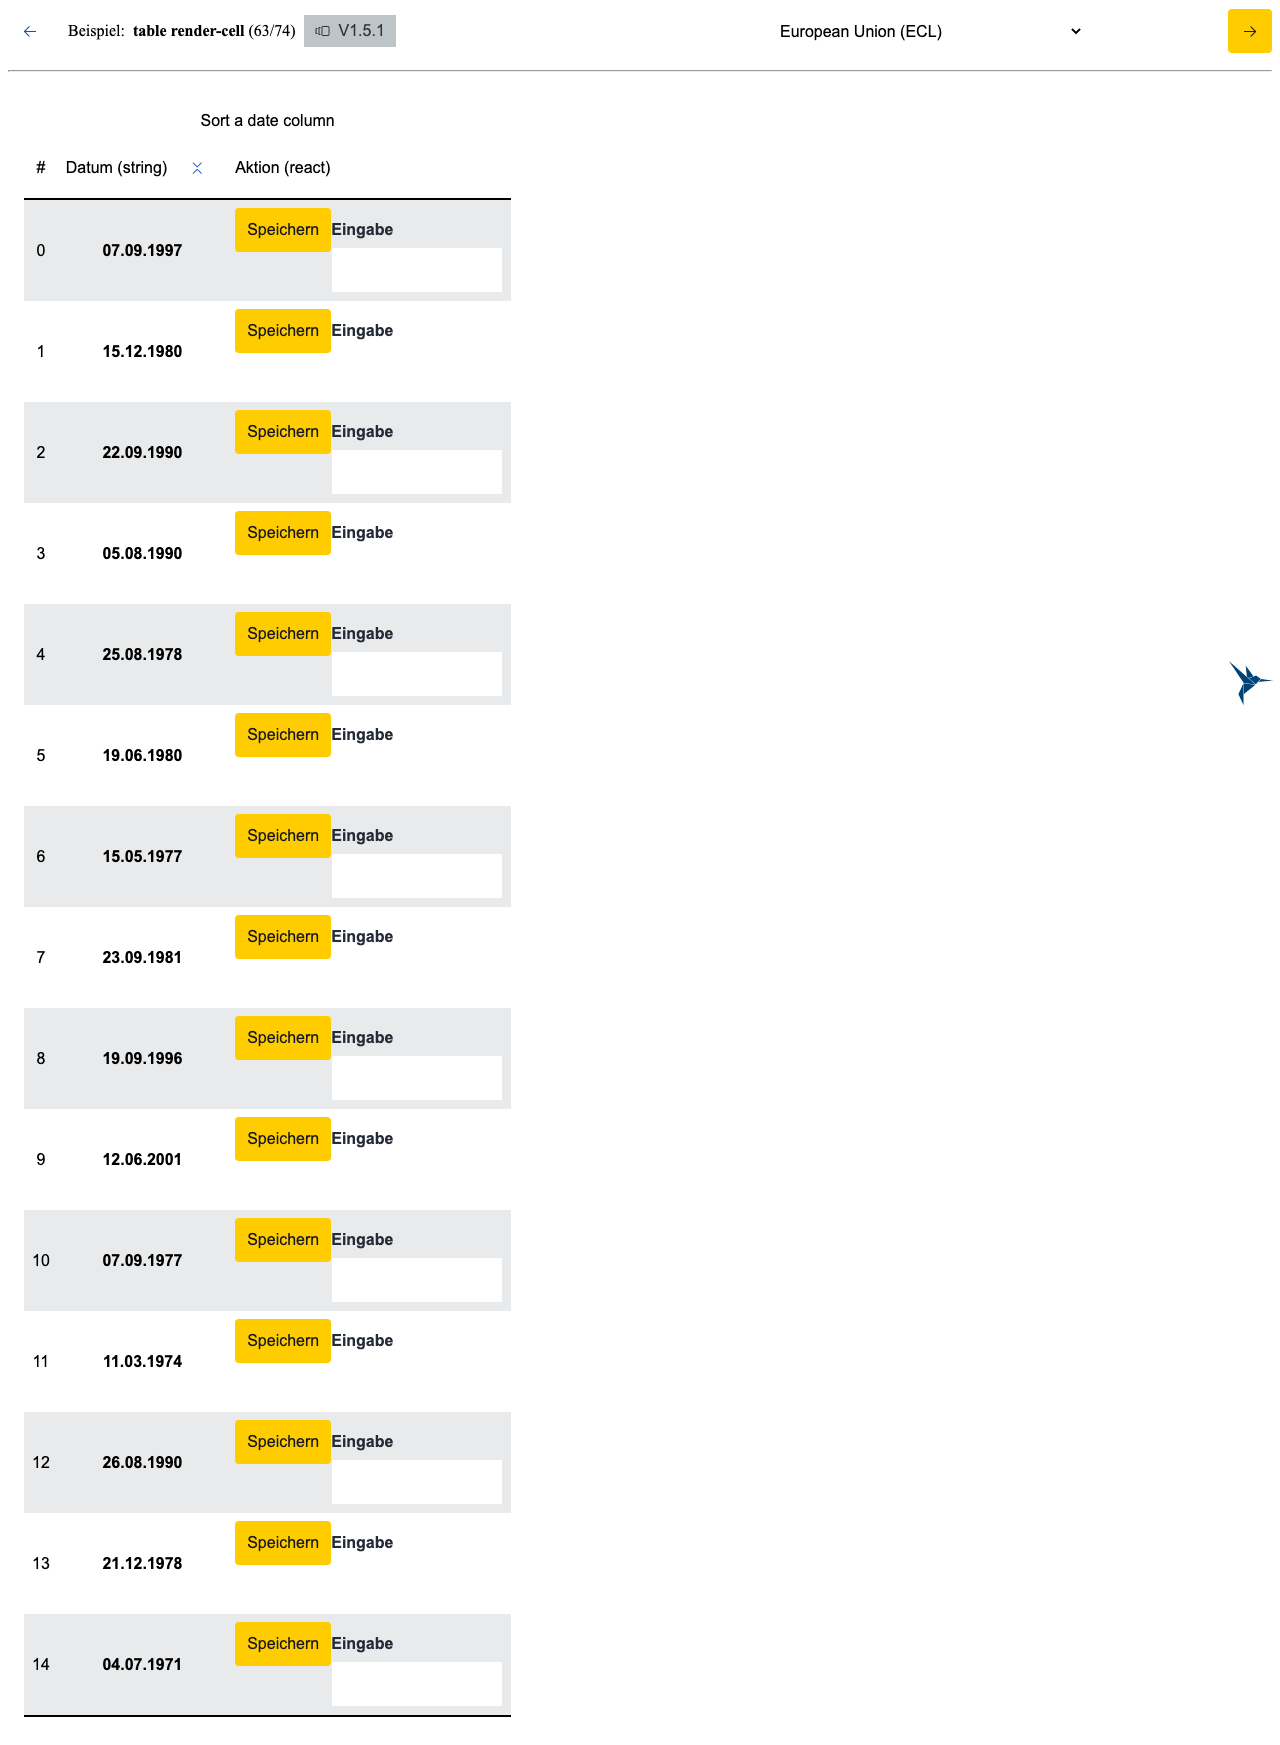 Beispiel: table render-cell (63/74) V1.5.1 European Union (ECL)
Sort a date column
# Datum (string) Aktion (react)
0 07.09.1997 Speichern Eingabe
1 15.12.1980 Speichern Eingabe
2 22.09.1990 Speichern Eingabe
3 05.08.1990 Speichern Eingabe
4 25.08.1978 Speichern Eingabe
5 19.06.1980 Speichern Eingabe
6 15.05.1977 Speichern Eingabe
7 23.09.1981 Speichern Eingabe
8 19.09.1996 Speichern Eingabe
9 12.06.2001 Speichern Eingabe
10 07.09.1977 Speichern Eingabe
11 11.03.1974 Speichern Eingabe
12 26.08.1990 Speichern Eingabe
13 21.12.1978 Speichern Eingabe
14 04.07.1971 Speichern Eingabe